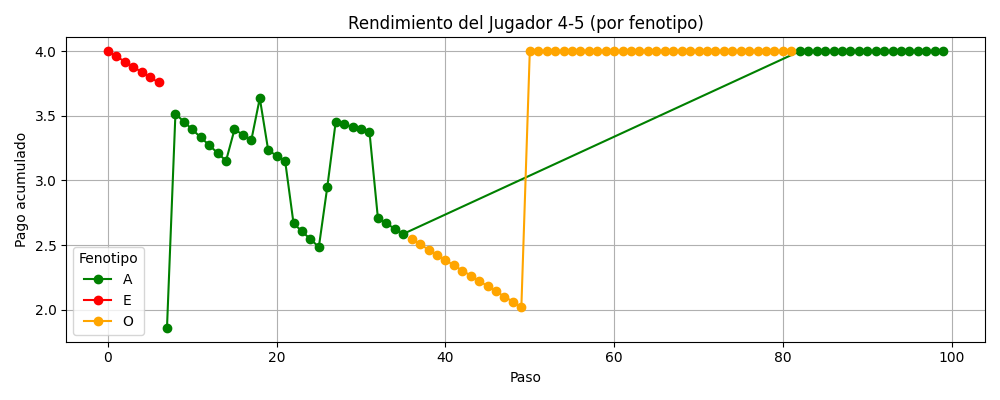 Rendimiento del Jugador 4-5 (por fenotipo)
Pago acumulado
4.0
3.5
3.0
2.5
2.0
Fenotipo
A
E
O
0 20 40 60 80 100
Paso